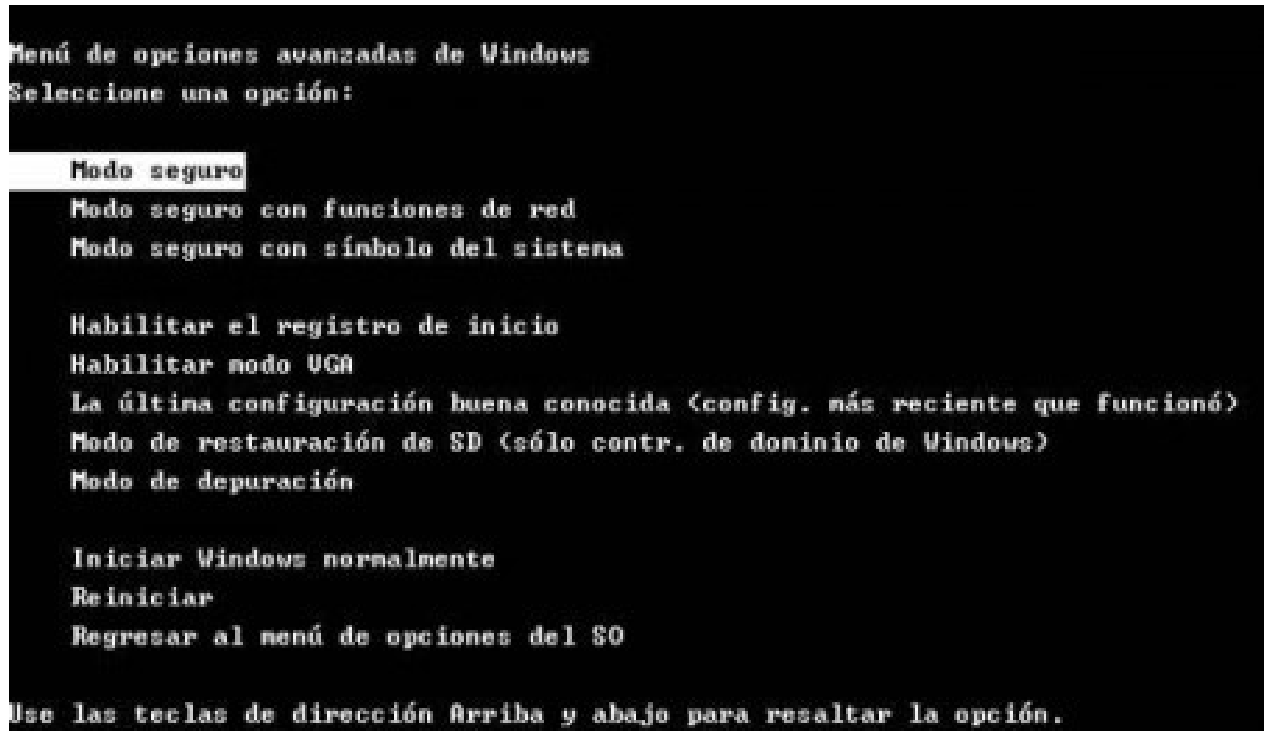 Menú de opciones avanzadas de Windows
Seleccione una opción:
Modo seguro
Modo seguro con funciones de red
Modo seguro con símbolo del sistema
Habilitar el registro de inicio
Habilitar modo VGA
La última configuración buena conocida (config. más reciente que funcionó)
Modo de restauración de SD (sólo contr. de dominio de Windows)
Modo de depuración
Iniciar Windows normalmente
Reiniciar
Regresar al menú de opciones del SO
Use las teclas de dirección Arriba y abajo para resaltar la opción.